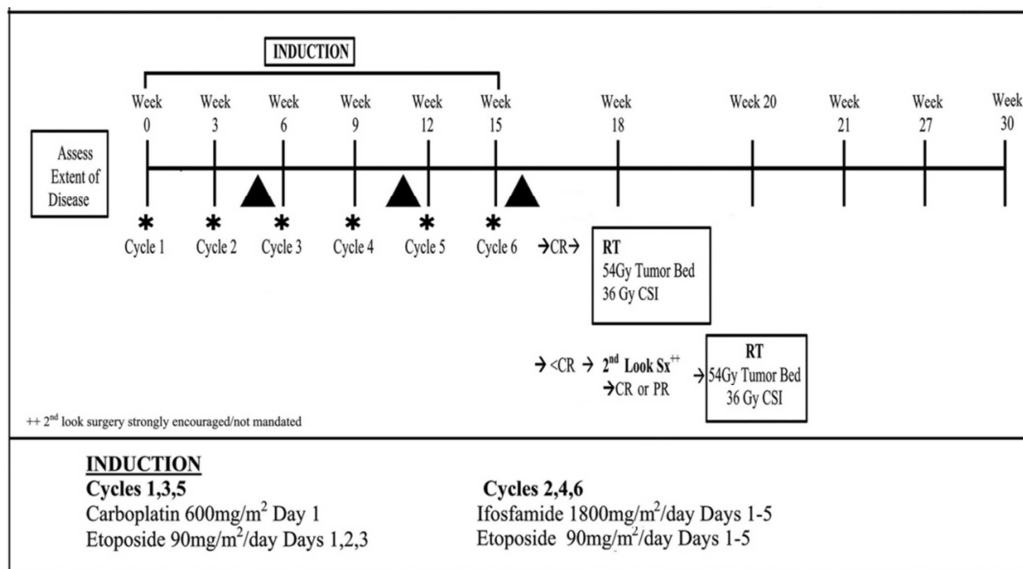 INDUCTION
Week Week Week Week Week Week Week Week 20 Week Week Week
0 3 6 9 12 15 18 21 27 30
Assess
Extent of
Disease
* * * * * *
Cycle 1 Cycle 2 Cycle 3 Cycle 4 Cycle 5 Cycle 6 →CR→
RT
54Gy Tumor Bed
36 Gy CSI
→ <CR → 2nd Look Sx++ →
→CR or PR
RT
54Gy Tumor Bed
36 Gy CSI
++ 2nd look surgery strongly encouraged/not mandated
INDUCTION
Cycles 1,3,5
Carboplatin 600mg/m² Day 1
Etoposide 90mg/m²/day Days 1,2,3
Cycles 2,4,6
Ifosfamide 1800mg/m²/day Days 1-5
Etoposide 90mg/m²/day Days 1-5